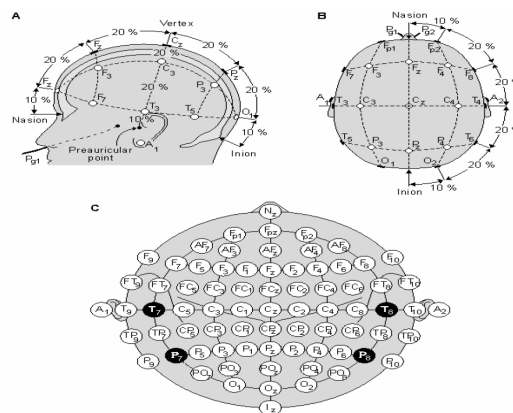 A
Vertex
20 %
Cz
20 %
Fz
20 %
C3
20 %
F3
20 %
Pz
20 %
P3
Fz
20 %
10 %
F7
T3
10 %
T5
O1
10 %
Nasion
Preauricular
point
A1
Inion
Pg1
B
Nasion
Pg1
Pg2
10 %
Fp1
Fp2
20 %
F7
F3
Fz
T4
F8
20 %
A1
T3
C3
Cz
C4
T4
A2
20 %
T5
P3
Pz
P4
T6
20 %
O1
O2
Inion
10 %
C
Nz
Fp1
Fpz
Fp2
AF7
AF3
AFz
AF4
AF8
F9
F7
F5
F3
F1
Fz
F2
F4
F6
F8
F10
FT9
FT7
FC5
FC3
FC1
FCz
FC2
FC4
FC6
FT8
FT10
A1
T9
T7
C5
C3
C1
Cz
C2
C4
C8
T8
T10
A2
TP9
TP7
CP5
CP3
CP1
CPz
CP2
CP4
CP6
TP8
TP10
P9
P7
P5
P3
P1
Pz
P2
P4
P6
P8
P10
PO3
POz
PO4
O1
Oz
O2
Iz